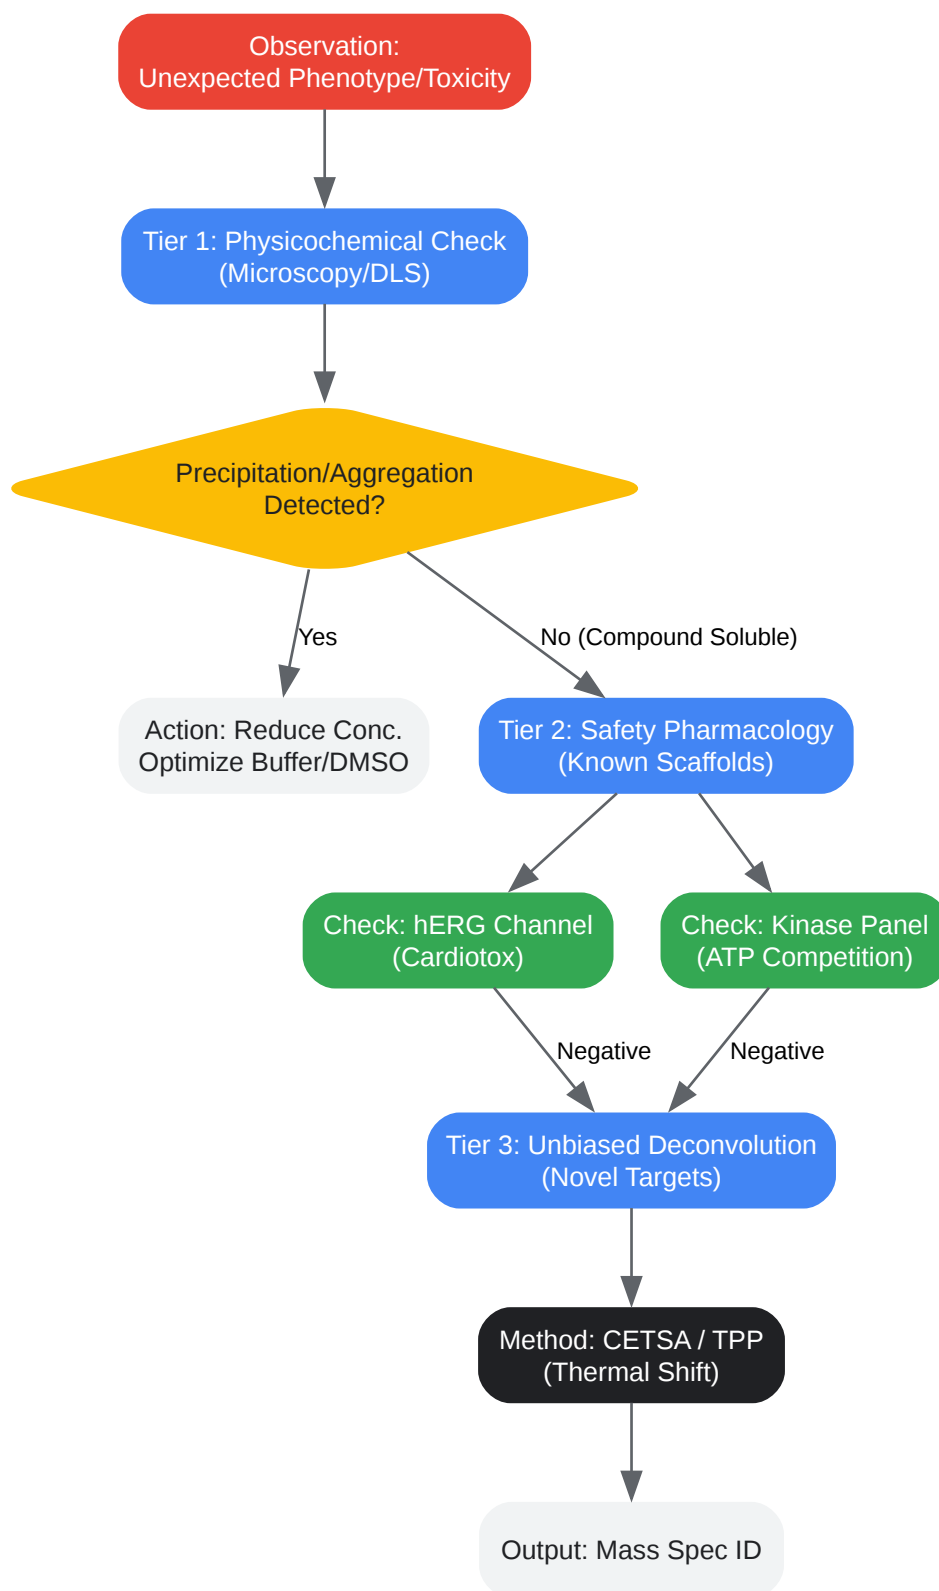 Observation:
Unexpected Phenotype/Toxicity
Tier 1: Physicochemical Check
(Microscopy/DLS)
Precipitation/Aggregation
Detected?
Yes
No (Compound Soluble)
Action: Reduce Conc.
Optimize Buffer/DMSO
Tier 2: Safety Pharmacology
(Known Scaffolds)
Check: hERG Channel
(Cardiotox)
Check: Kinase Panel
(ATP Competition)
Negative
Negative
Tier 3: Unbiased Deconvolution
(Novel Targets)
Method: CETSA / TPP
(Thermal Shift)
Output: Mass Spec ID